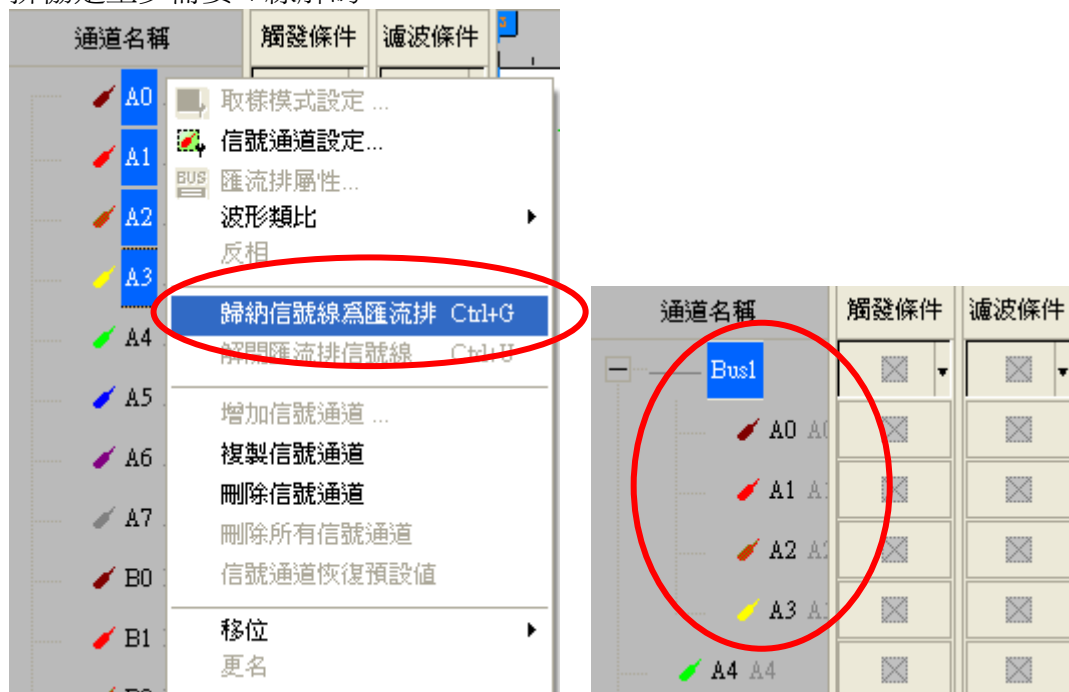 通道名稱 觸發條件 濾波條件
A0
A1
A2
A3
A4
A5
A6
A7
B0
B1
取樣模式設定 ...
信號通道設定...
BUS 匯流排屬性...
波形類比
反相
歸納信號線為匯流排 Ctrl+G
解開匯流排信號線 Ctrl+U
增加信號通道 ...
複製信號通道
刪除信號通道
刪除所有信號通道
信號通道恢復預設值
移位
更名
通道名稱 觸發條件 濾波條件
Bus1
A0 A0
A1 A1
A2 A2
A3 A3
A4 A4